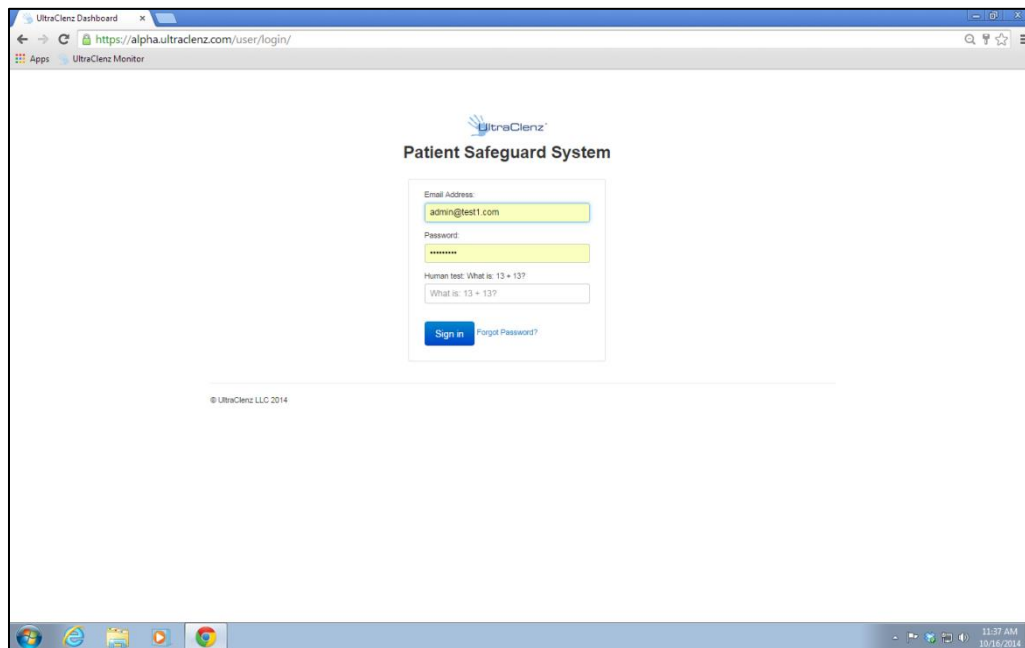 UltraClenz Dashboard
https://alpha.ultraclenz.com/user/login/
Apps UltraClenz Monitor
UltraClenz
Patient Safeguard System
Email Address:
admin@test1.com
Password:
•••••••••
Human test: What is: 13 + 13?
What is: 13 + 13?
Sign in Forgot Password?
© UltraClenz LLC 2014
11:37 AM
10/16/2014